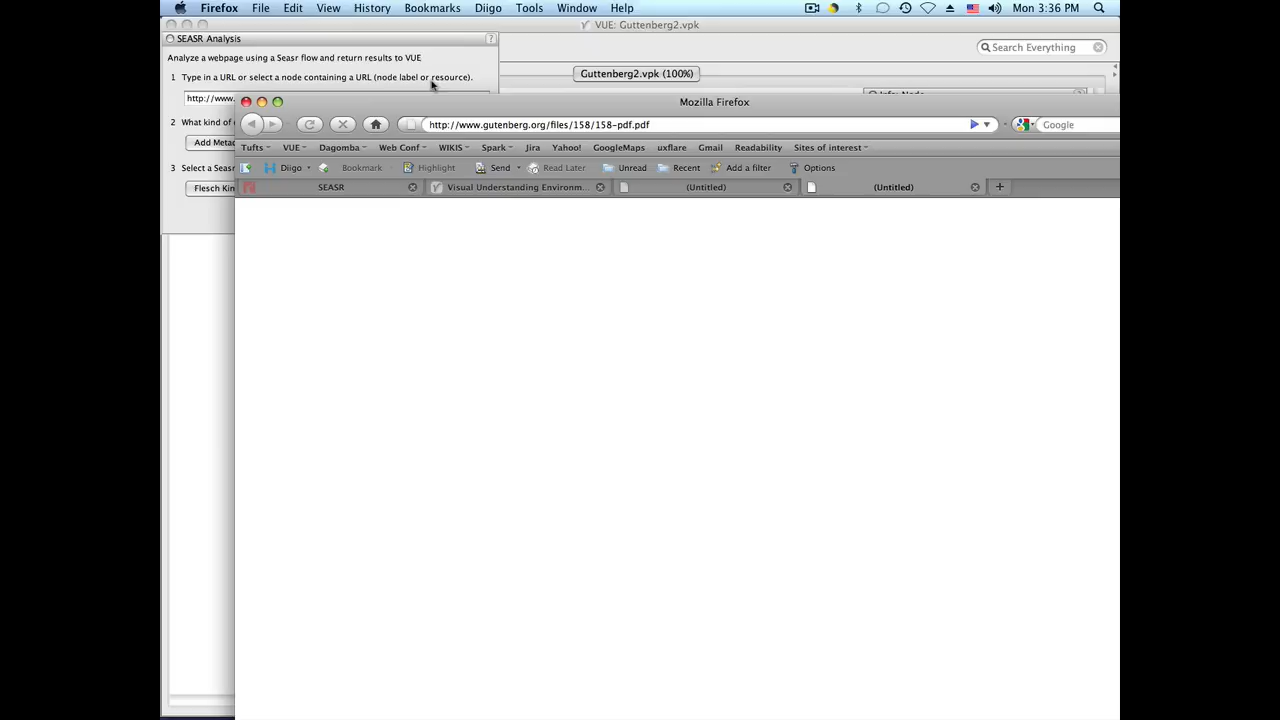 Firefox File Edit View History Bookmarks Diigo Tools Window Help Mon 3:36 PM
VUE: Guttenberg2.vpk
SEASR Analysis ?
Search Everything
Analyze a webpage using a Seasr flow and return results to VUE
1 Type in a URL or select a node containing a URL (node label or resource).
Guttenberg2.vpk (100%)
http://www.
Mozilla Firefox
2 What kind of
http://www.gutenberg.org/files/158/158-pdf.pdf
Google
Add Metad
Tufts VUE Dagomba Web Conf WIKIS Spark Jira Yahoo! GoogleMaps uxflare Gmail Readability Sites of interest
3 Select a Seasr
Diigo Bookmark Highlight Send Read Later Unread Recent Add a filter Options
Flesch Kin
SEASR Visual Understanding Environm... (Untitled) (Untitled) +